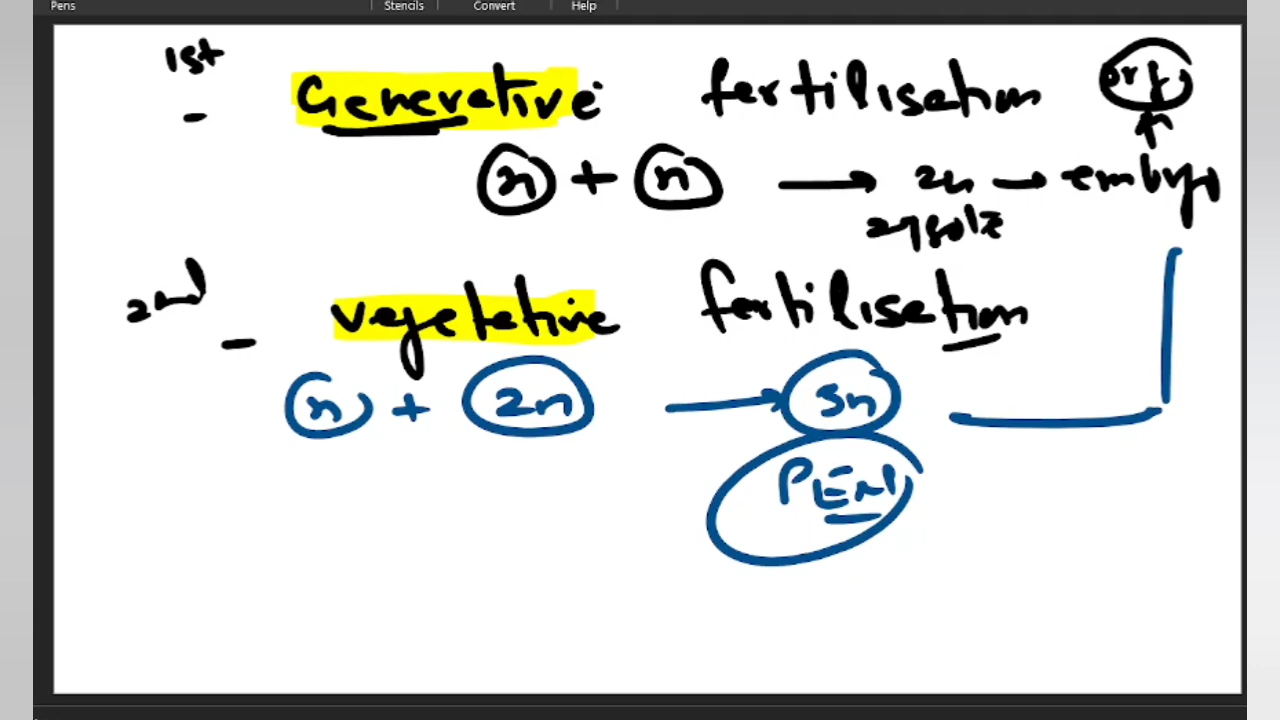 Pens Stencils Convert Help
1st
- Generative fertilisation
n + n → 2n → embryo
zygote
2nd
- vegetative fertilisation
n + 2n → 3n
PEN